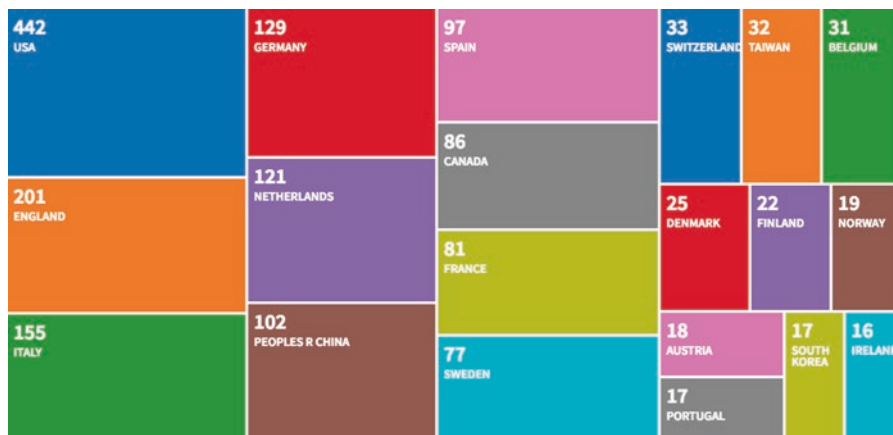 442
USA
201
ENGLAND
155
ITALY
129
GERMANY
121
NETHERLANDS
102
PEOPLES R CHINA
97
SPAIN
86
CANADA
81
FRANCE
77
SWEDEN
33
SWITZERLAND
32
TAIWAN
31
BELGIUM
25
DENMARK
22
FINLAND
19
NORWAY
18
AUSTRIA
17
PORTUGAL
17
SOUTH
KOREA
16
IRELAND